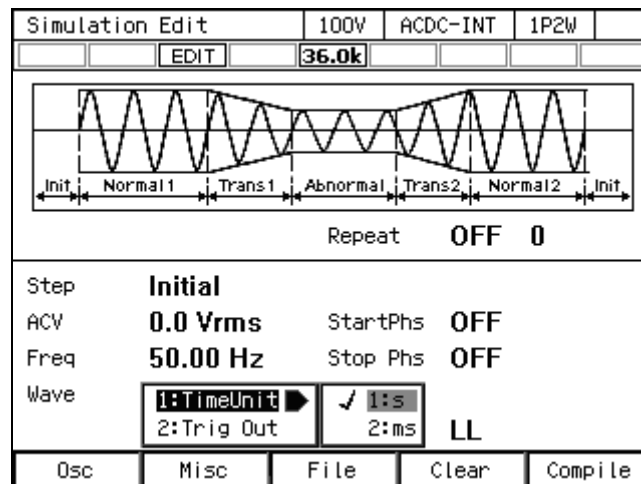 Simulation Edit 100V ACDC-INT 1P2W
EDIT 36.0k
Init Normal1 Trans1 Abnormal Trans2 Normal2 Init
Repeat OFF 0
Step Initial
ACV 0.0 Vrms StartPhs OFF
Freq 50.00 Hz Stop Phs OFF
Wave 1:TimeUnit ✓ 1:s
2:Trig Out 2:ms LL
Osc Misc File Clear Compile